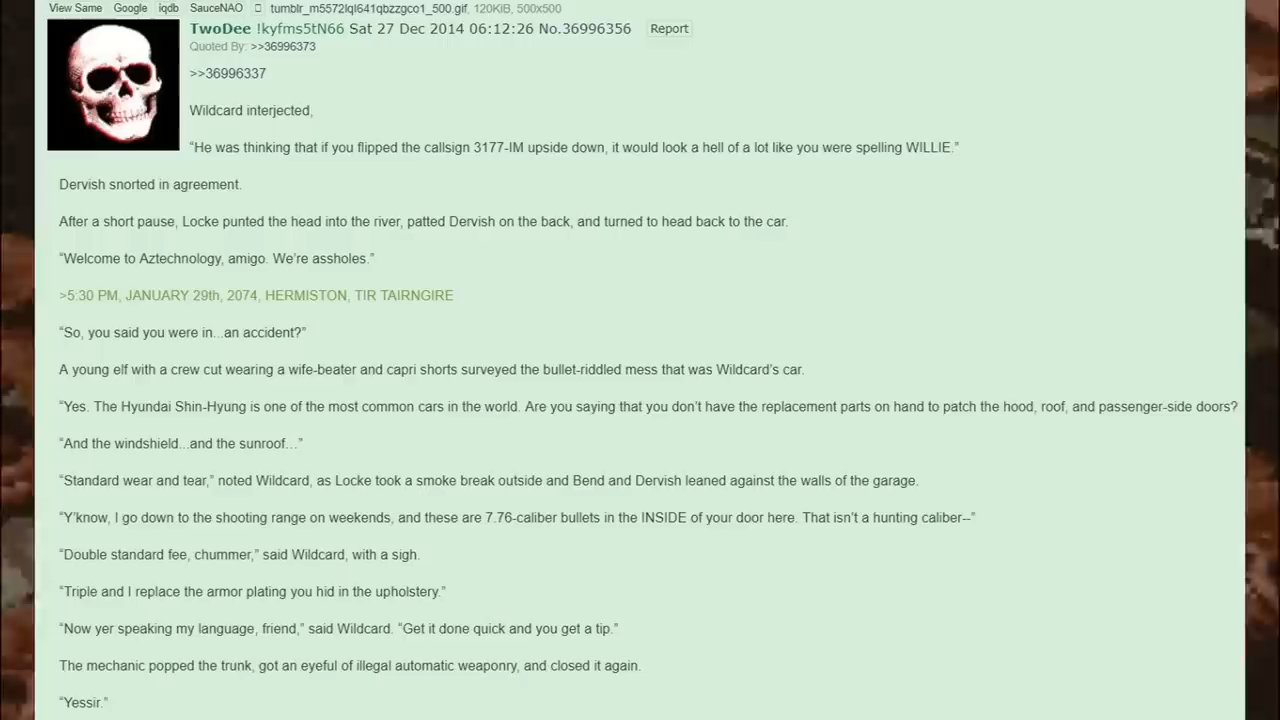 View Same Google iqdb SauceNAO tumblr_m5572lqI641qbzzgco1_500.gif, 120KiB, 500x500
TwoDee !kyfms5tN66 Sat 27 Dec 2014 06:12:26 No.36996356 Report
Quoted By: >>36996373
>>36996337
Wildcard interjected,
“He was thinking that if you flipped the callsign 3177-IM upside down, it would look a hell of a lot like you were spelling WILLIE.”
Dervish snorted in agreement.
After a short pause, Locke punted the head into the river, patted Dervish on the back, and turned to head back to the car.
“Welcome to Aztechnology, amigo. We’re assholes.”
>5:30 PM, JANUARY 29th, 2074, HERMISTON, TIR TAIRNGIRE
“So, you said you were in...an accident?”
A young elf with a crew cut wearing a wife-beater and capri shorts surveyed the bullet-riddled mess that was Wildcard’s car.
“Yes. The Hyundai Shin-Hyung is one of the most common cars in the world. Are you saying that you don’t have the replacement parts on hand to patch the hood, roof, and passenger-side doors?
“And the windshield...and the sunroof…”
“Standard wear and tear,” noted Wildcard, as Locke took a smoke break outside and Bend and Dervish leaned against the walls of the garage.
“Y’know, I go down to the shooting range on weekends, and these are 7.76-caliber bullets in the INSIDE of your door here. That isn’t a hunting caliber--”
“Double standard fee, chummer,” said Wildcard, with a sigh.
“Triple and I replace the armor plating you hid in the upholstery.”
“Now yer speaking my language, friend,” said Wildcard. “Get it done quick and you get a tip.”
The mechanic popped the trunk, got an eyeful of illegal automatic weaponry, and closed it again.
“Yessir.”